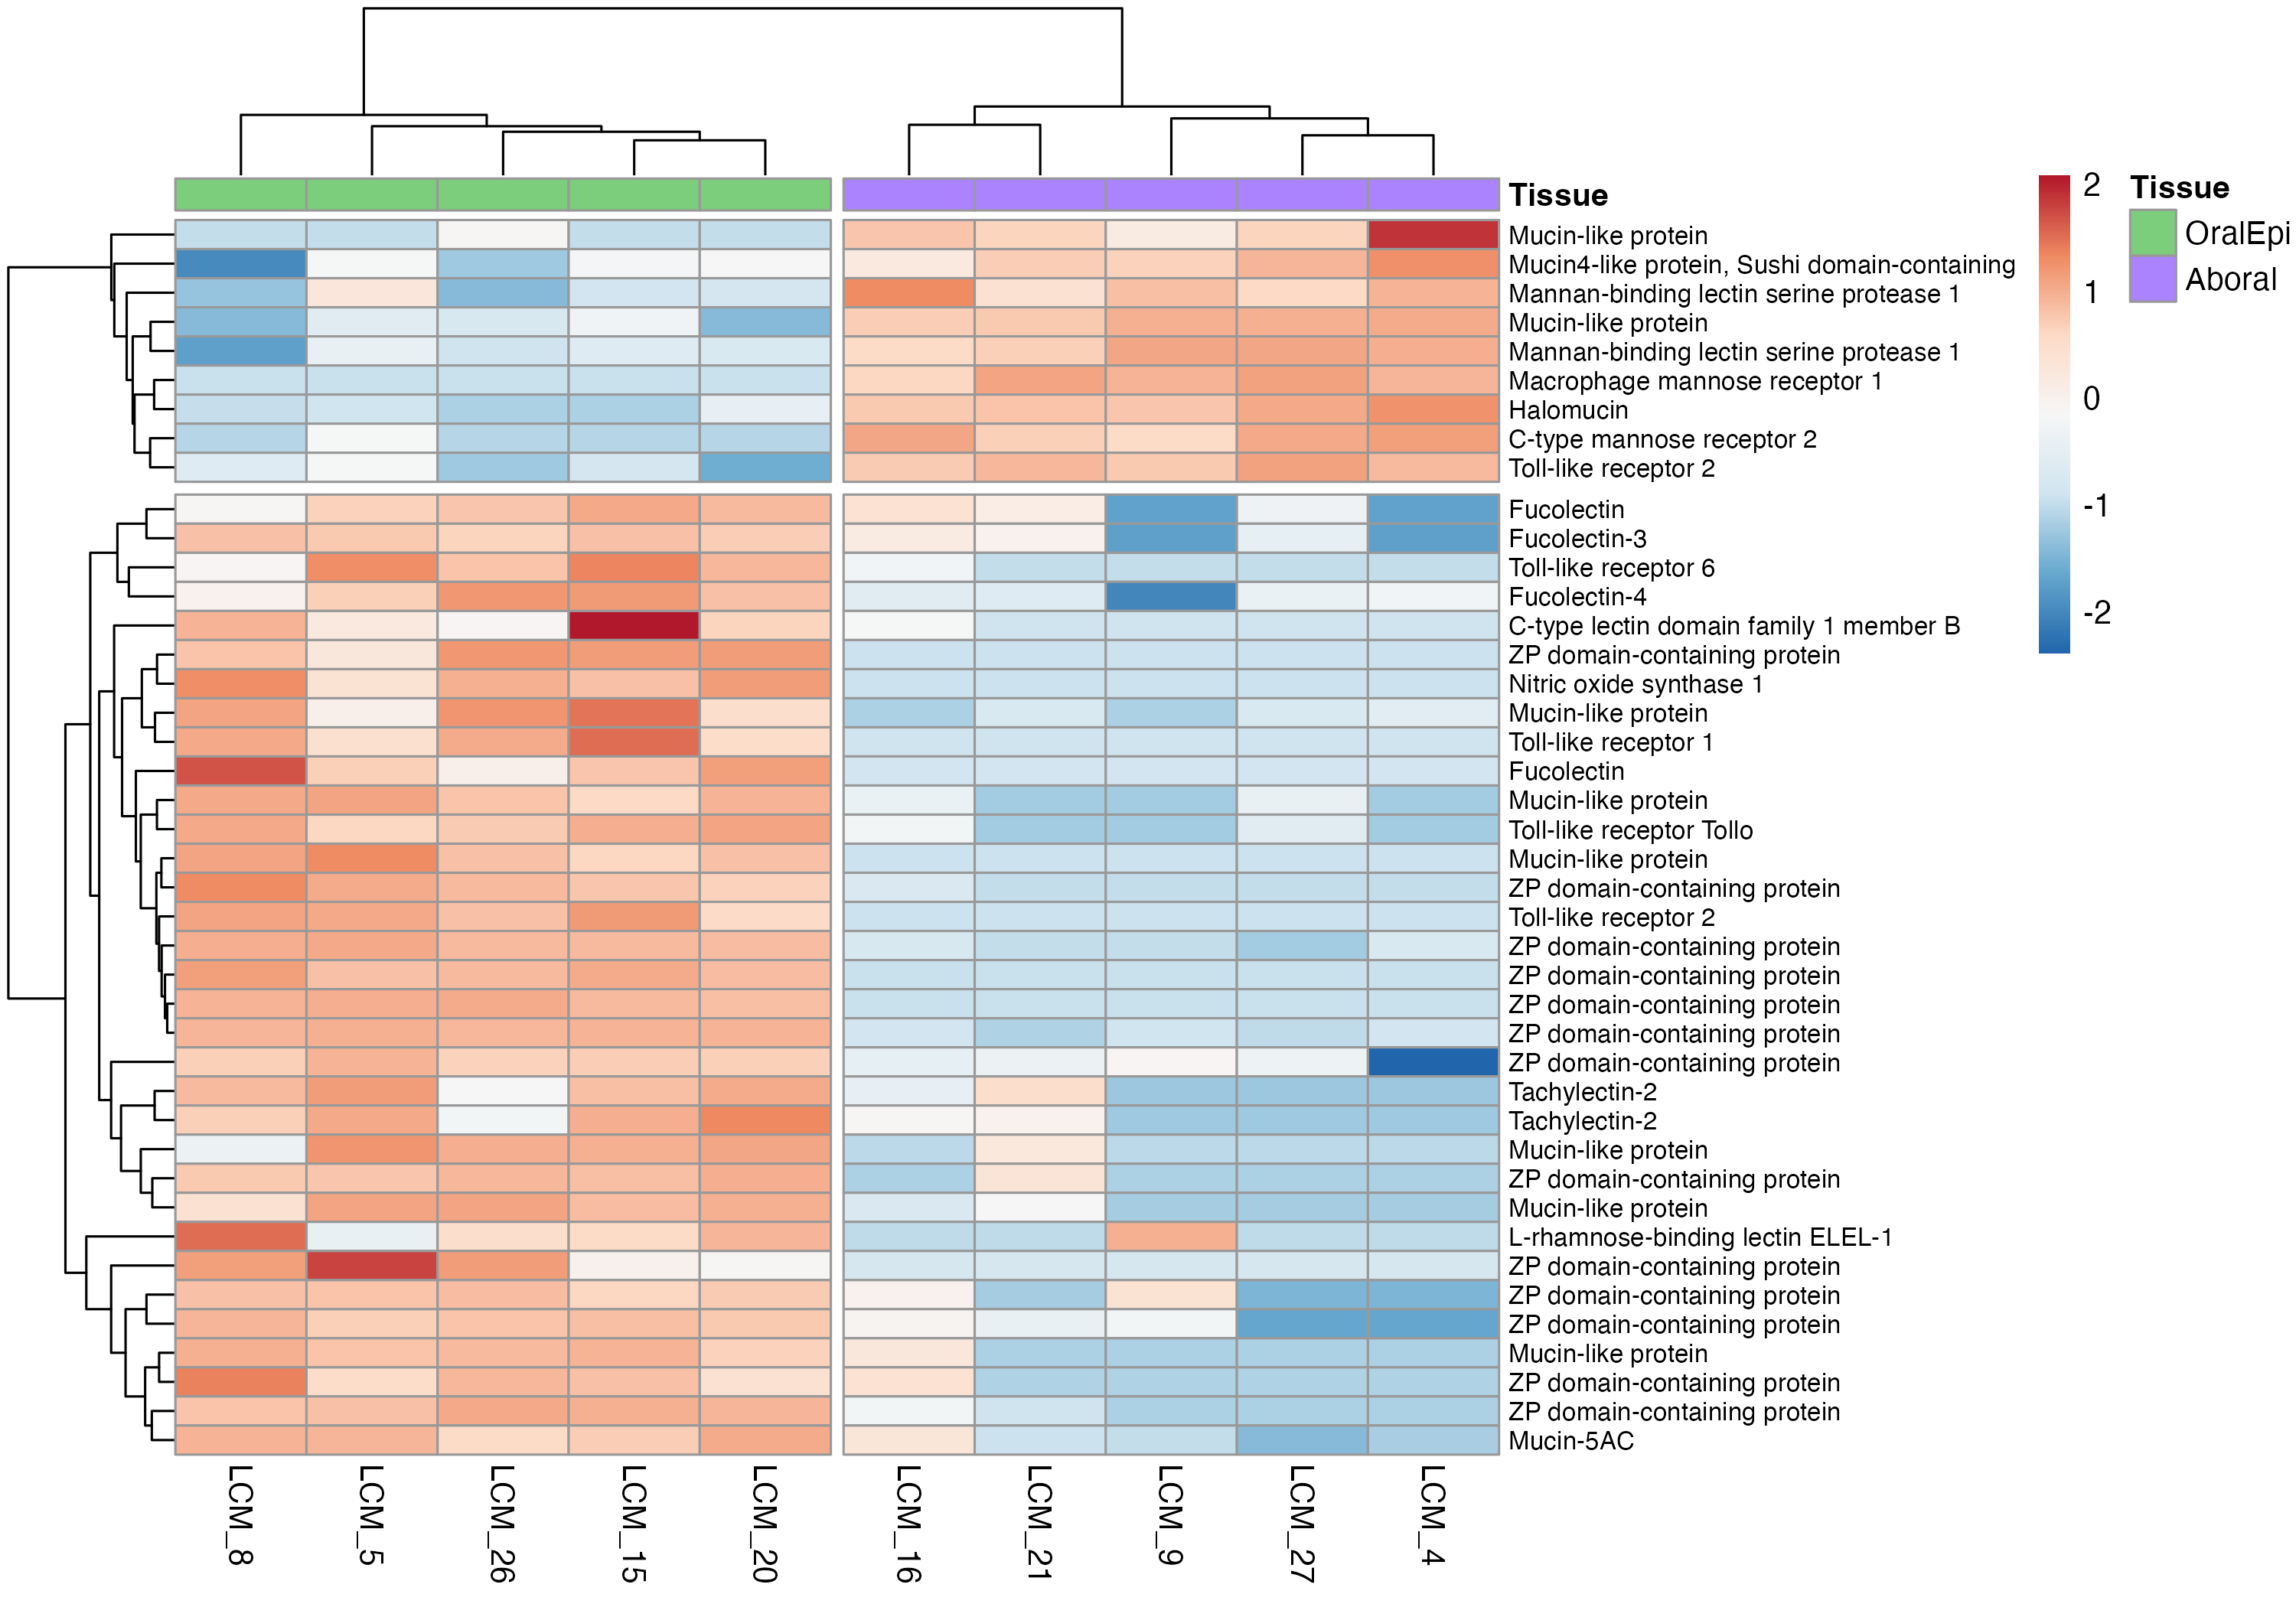 Tissue
Mucin-like protein
Mucin4-like protein, Sushi domain-containing
Mannan-binding lectin serine protease 1
Mucin-like protein
Mannan-binding lectin serine protease 1
Macrophage mannose receptor 1
Halomucin
C-type mannose receptor 2
Toll-like receptor 2
Fucolectin
Fucolectin-3
Toll-like receptor 6
Fucolectin-4
C-type lectin domain family 1 member B
ZP domain-containing protein
Nitric oxide synthase 1
Mucin-like protein
Toll-like receptor 1
Fucolectin
Mucin-like protein
Toll-like receptor Tollo
Mucin-like protein
ZP domain-containing protein
Toll-like receptor 2
ZP domain-containing protein
ZP domain-containing protein
ZP domain-containing protein
ZP domain-containing protein
ZP domain-containing protein
Tachylectin-2
Tachylectin-2
Mucin-like protein
ZP domain-containing protein
Mucin-like protein
L-rhamnose-binding lectin ELEL-1
ZP domain-containing protein
ZP domain-containing protein
ZP domain-containing protein
Mucin-like protein
ZP domain-containing protein
ZP domain-containing protein
Mucin-5AC
LCM_8
LCM_5
LCM_26
LCM_15
LCM_20
LCM_16
LCM_21
LCM_9
LCM_27
LCM_4
2
1
0
-1
-2
Tissue
OralEpi
Aboral